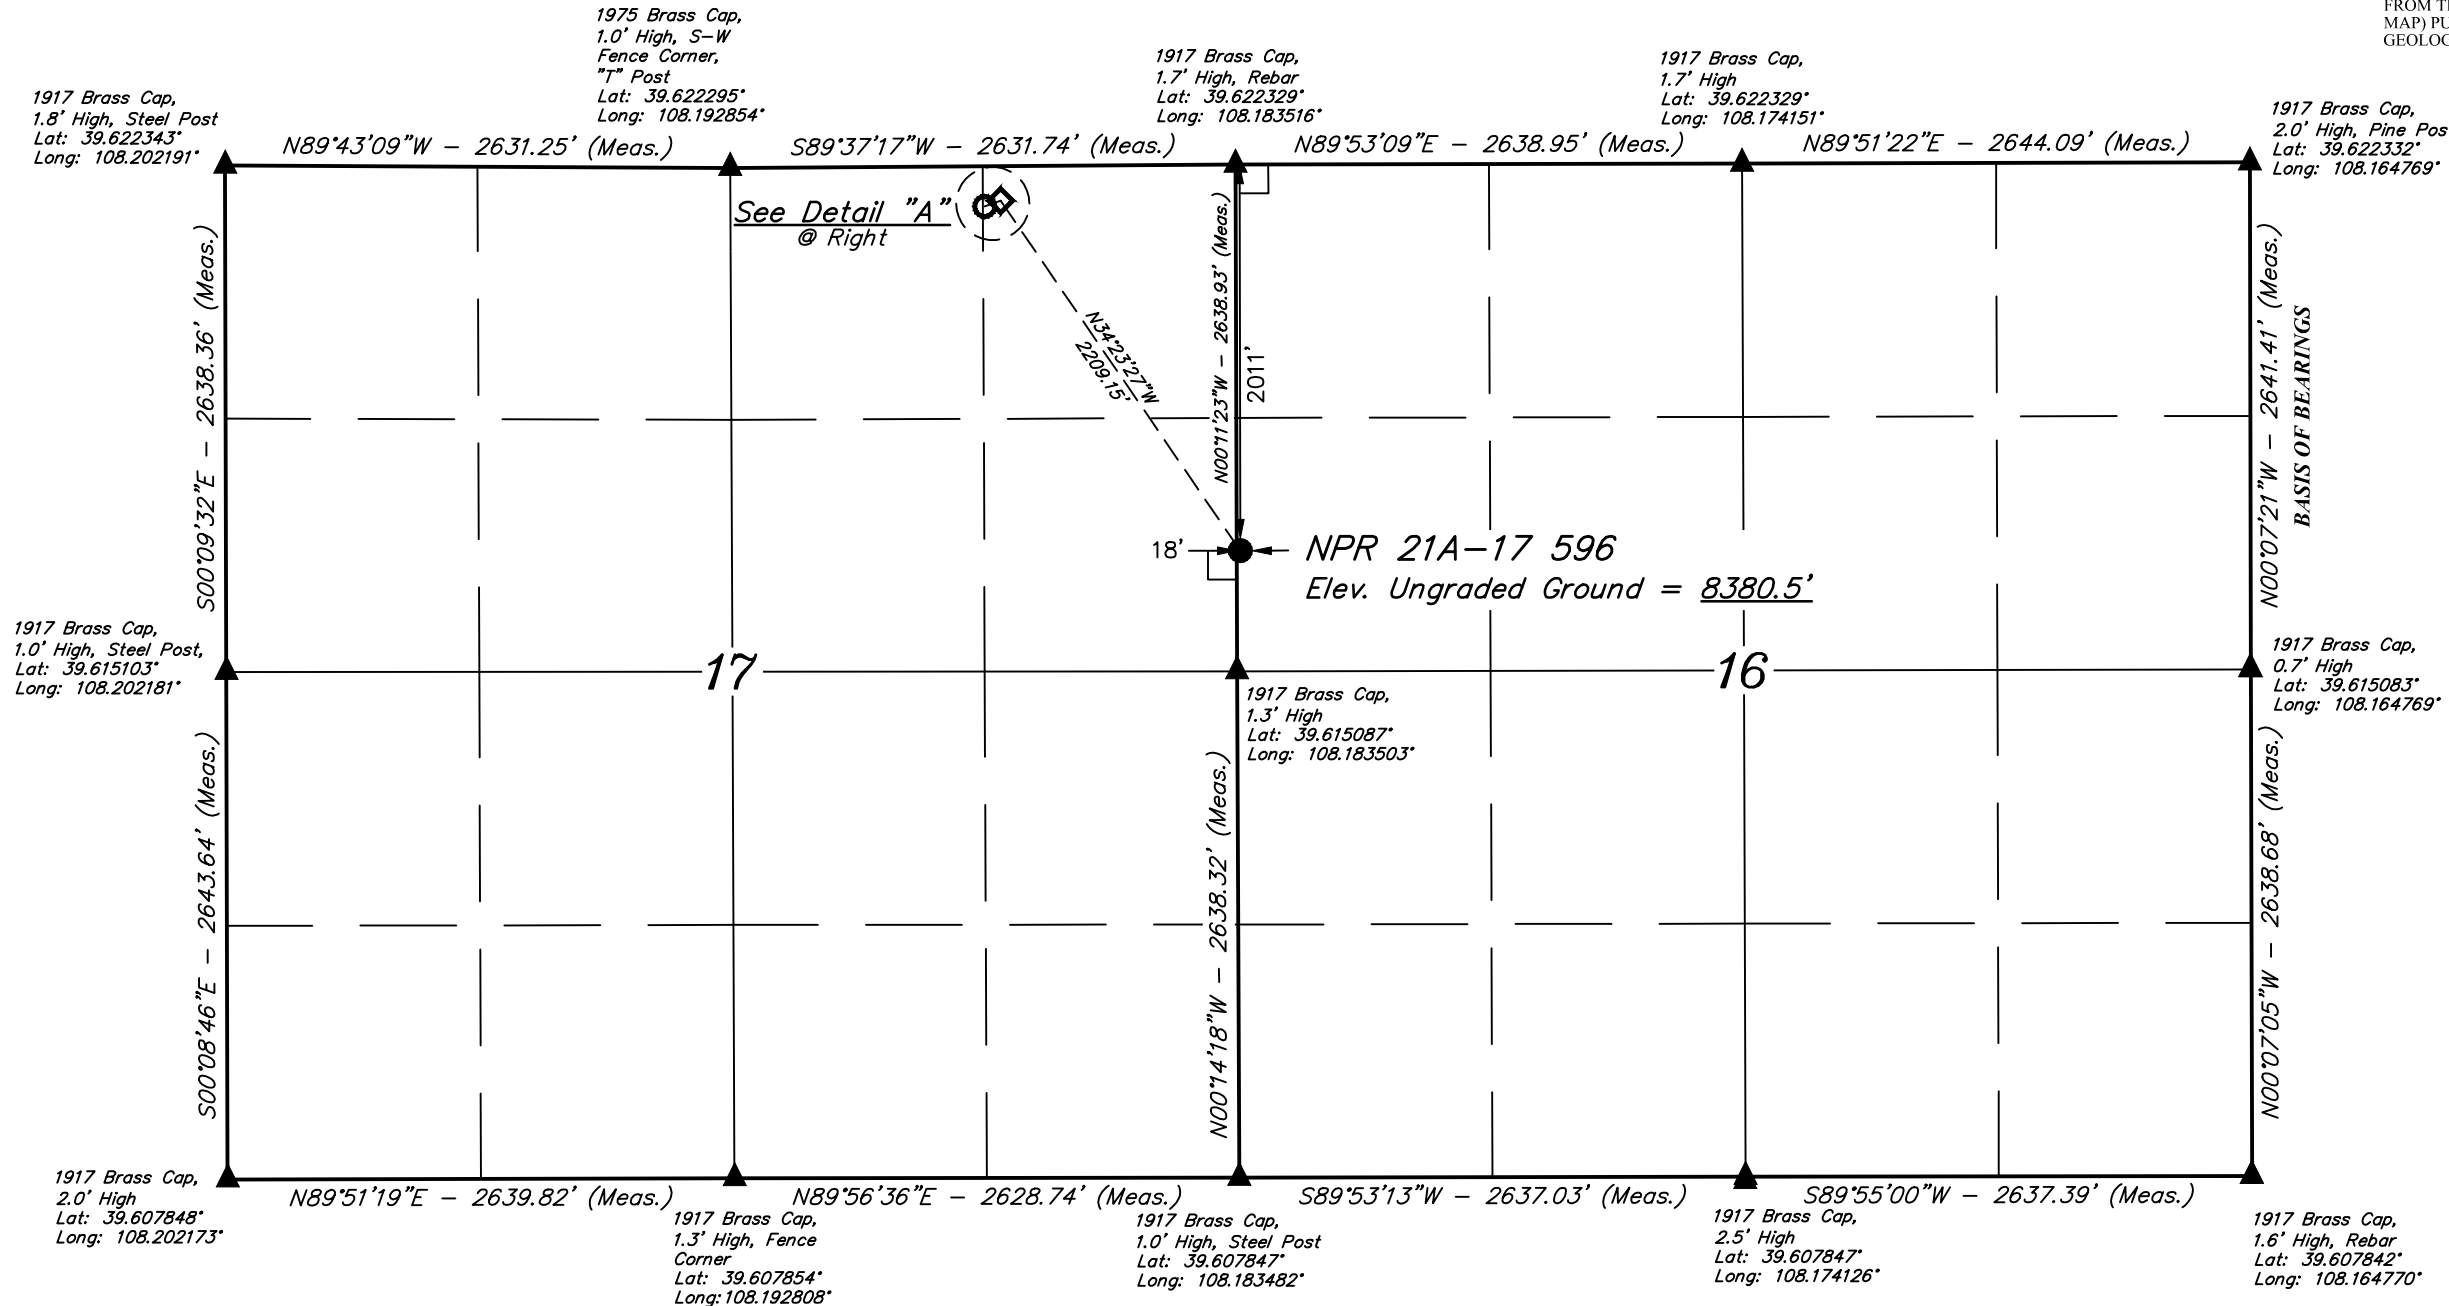 FROM TH
MAP) PU
GEOLOC
1975 Brass Cap,
1.0' High, S-W
Fence Corner,
"T" Post
Lat: 39.622295°
Long: 108.192854°
1917 Brass Cap,
1.7' High, Rebar
Lat: 39.622329°
Long: 108.183516°
1917 Brass Cap,
1.7' High
Lat: 39.622329°
Long: 108.174151°
1917 Brass Cap,
1.8' High, Steel Post
Lat: 39.622343°
Long: 108.202191°
1917 Brass Cap,
2.0' High, Pine Pos
Lat: 39.622332°
Long: 108.164769°
N89°43'09"W - 2631.25' (Meas.)
S89°37'17"W - 2631.74' (Meas.)
N89°53'09"E - 2638.95' (Meas.)
N89°51'22"E - 2644.09' (Meas.)
See Detail "A"
@ Right
S00°09'32"E - 2638.36' (Meas.)
N34°23'27"W
2209.15'
N00°11'23"W - 2638.93' (Meas.)
2011'
N00°07'21"W - 2641.41' (Meas.)
BASIS OF BEARINGS
18'
NPR 21A-17 596
Elev. Ungraded Ground = 8380.5'
1917 Brass Cap,
1.0' High, Steel Post,
Lat: 39.615103°
Long: 108.202181°
17
16
1917 Brass Cap,
1.3' High
Lat: 39.615087°
Long: 108.183503°
1917 Brass Cap,
0.7' High
Lat: 39.615083°
Long: 108.164769°
S00°08'46"E - 2643.64' (Meas.)
N00°14'18"W - 2638.32' (Meas.)
N00°07'05"W - 2638.68' (Meas.)
N89°51'19"E - 2639.82' (Meas.)
N89°56'36"E - 2628.74' (Meas.)
S89°53'13"W - 2637.03' (Meas.)
S89°55'00"W - 2637.39' (Meas.)
1917 Brass Cap,
2.0' High
Lat: 39.607848°
Long: 108.202173°
1917 Brass Cap,
1.3' High, Fence
Corner
Lat: 39.607854°
Long: 108.192808°
1917 Brass Cap,
1.0' High, Steel Post
Lat: 39.607847°
Long: 108.183482°
1917 Brass Cap,
2.5' High
Lat: 39.607847°
Long: 108.174126°
1917 Brass Cap,
1.6' High, Rebar
Lat: 39.607842°
Long: 108.164770°